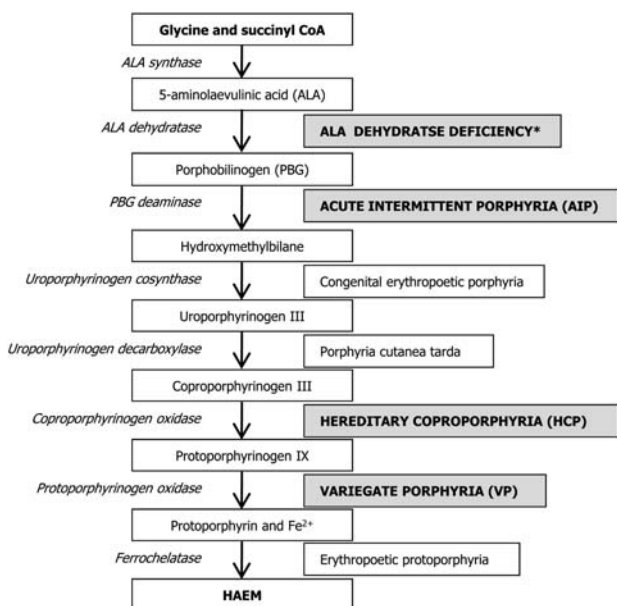 Glycine and succinyl CoA
ALA synthase
5-aminolaevulinic acid (ALA)
ALA dehydratase
ALA DEHYDRATSE DEFICIENCY*
Porphobilinogen (PBG)
PBG deaminase
ACUTE INTERMITTENT PORPHYRIA (AIP)
Hydroxymethylbilane
Uroporphyrinogen cosynthase
Congenital erythropoetic porphyria
Uroporphyrinogen III
Uroporphyrinogen decarboxylase
Porphyria cutanea tarda
Coproporphyrinogen III
Coproporphyrinogen oxidase
HEREDITARY COPROPORPHYRIA (HCP)
Protoporphyrinogen IX
Protoporphyrinogen oxidase
VARIEGATE PORPHYRIA (VP)
Protoporphyrin and Fe²⁺
Ferrochelatase
Erythropoetic protoporphyria
HAEM